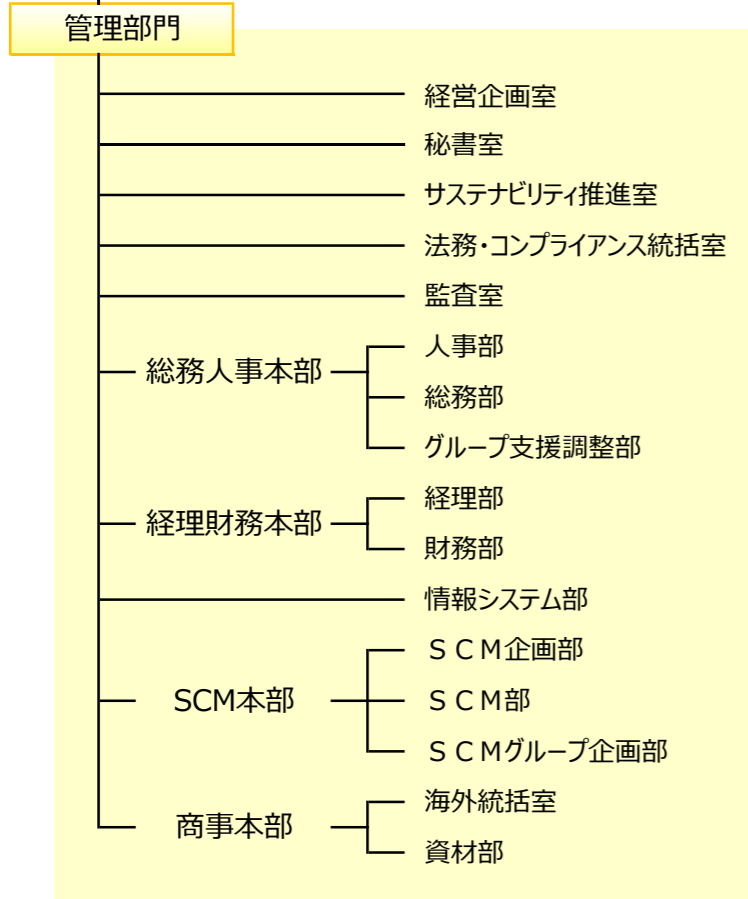 管理部門
経営企画室
秘書室
サステナビリティ推進室
法務・コンプライアンス統括室
監査室
総務人事本部
人事部
総務部
グループ支援調整部
経理財務本部
経理部
財務部
情報システム部
SCM本部
ＳＣＭ企画部
ＳＣＭ部
ＳＣＭグループ企画部
商事本部
海外統括室
資材部